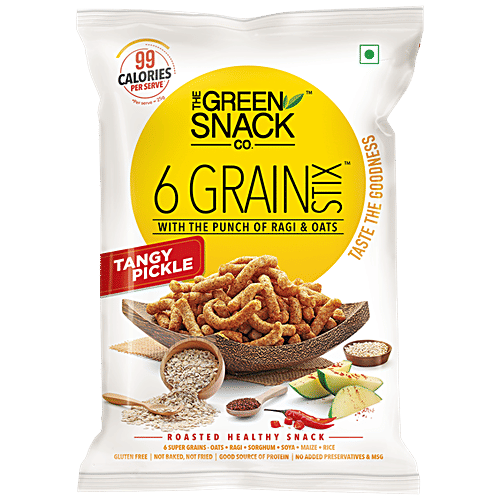 99
CALORIES
PER SERVE
THE
GREEN
SNACK
CO.
™
6 GRAIN STIX™
WITH THE PUNCH OF RAGI & OATS
TASTE THE GOODNESS
TANGY
PICKLE
ROASTED HEALTHY SNACK
6 SUPER GRAINS - OATS • RAGI • SORGHUM • SOYA • MAIZE • RICE
GLUTEN FREE | NOT BAKED, NOT FRIED | GOOD SOURCE OF PROTEIN | NO ADDED PRESERVATIVES & MSG